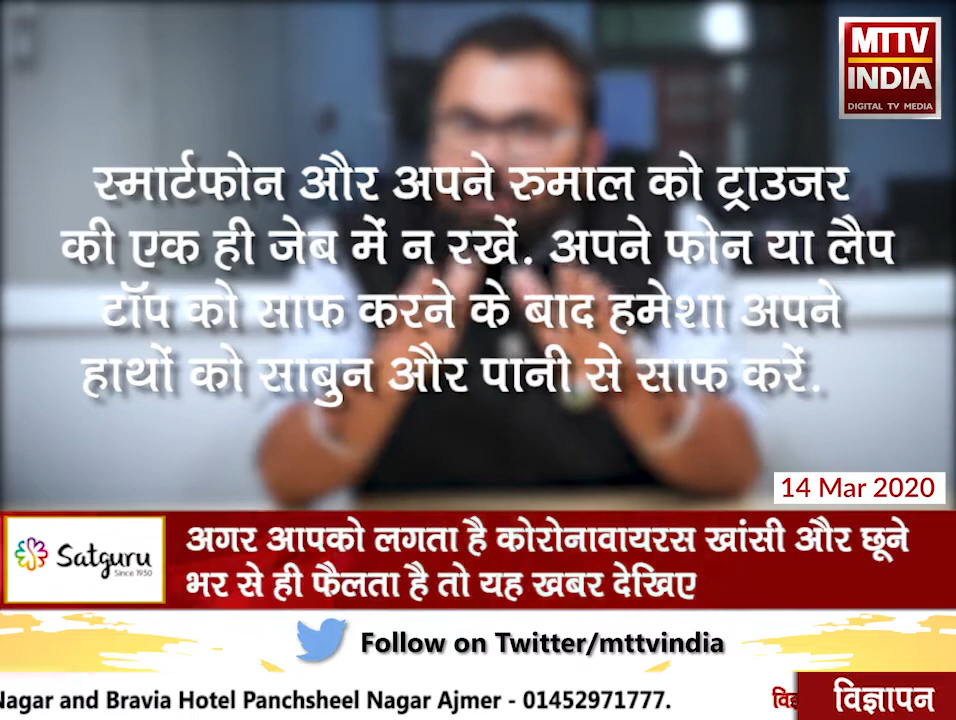 MTTV
INDIA
DIGITAL TV MEDIA
स्मार्टफोन और अपने रुमाल को ट्राउजर
की एक ही जेब में न रखें. अपने फोन या लैप
टॉप को साफ करने के बाद हमेशा अपने
हाथों को साबुन और पानी से साफ करें.
14 Mar 2020
Satguru
Since 1950
अगर आपको लगता है कोरोनावायरस खांसी और छूने
भर से ही फैलता है तो यह खबर देखिए
Follow on Twitter/mttvindia
Nagar and Bravia Hotel Panchsheel Nagar Ajmer - 01452971777.
विज्ञापन